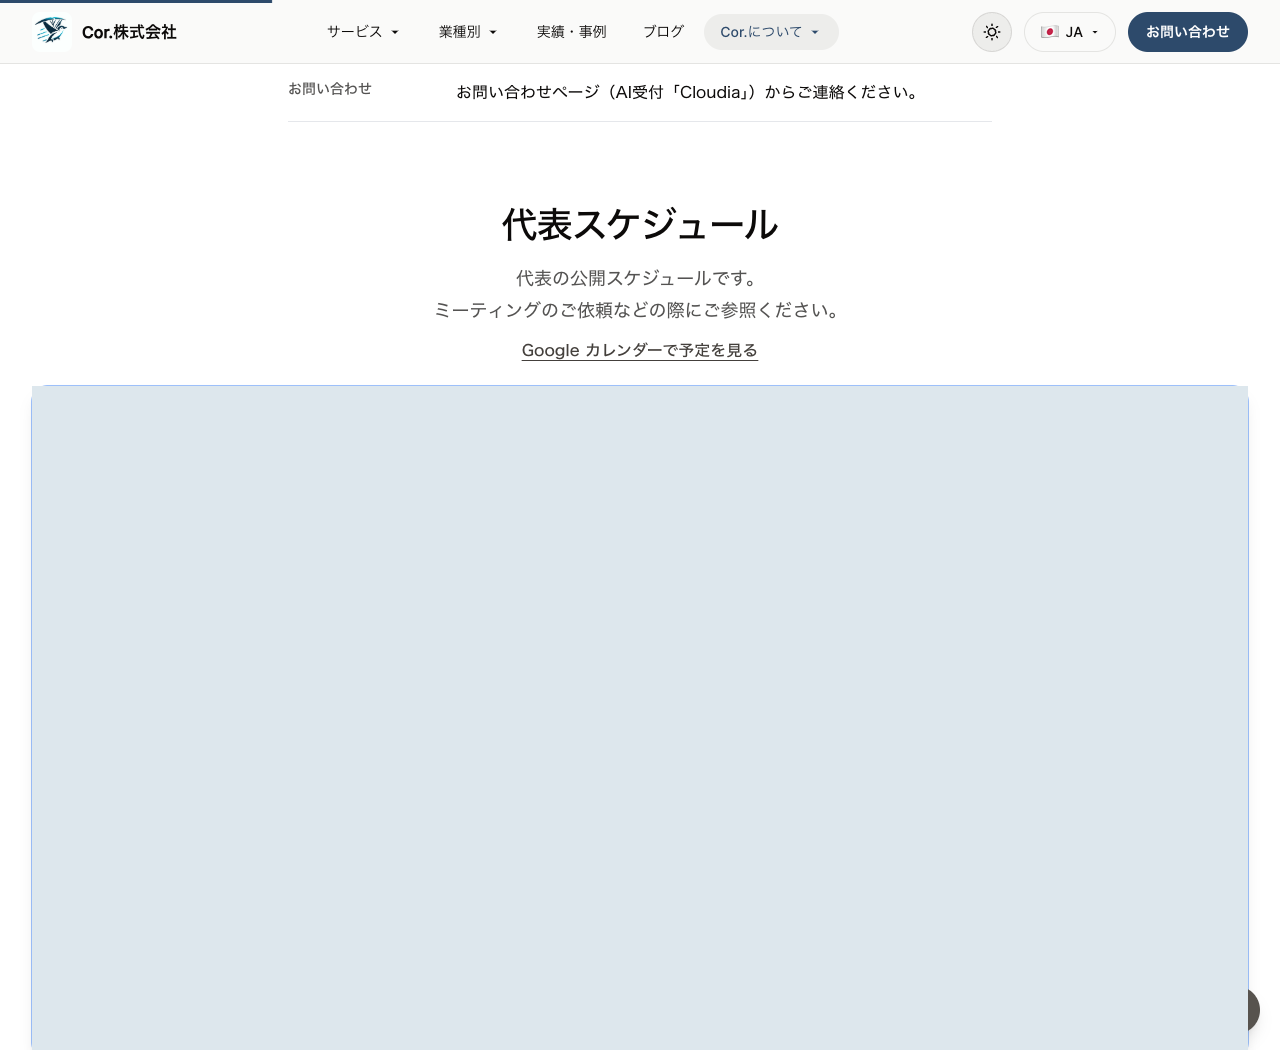 Cor.株式会社
サービス
業種別
実績・事例
ブログ
Cor.について
JA
お問い合わせ
お問い合わせ
お問い合わせページ（AI受付「Cloudia」）からご連絡ください。
代表スケジュール
代表の公開スケジュールです。
ミーティングのご依頼などの際にご参照ください。
Google カレンダーで予定を見る